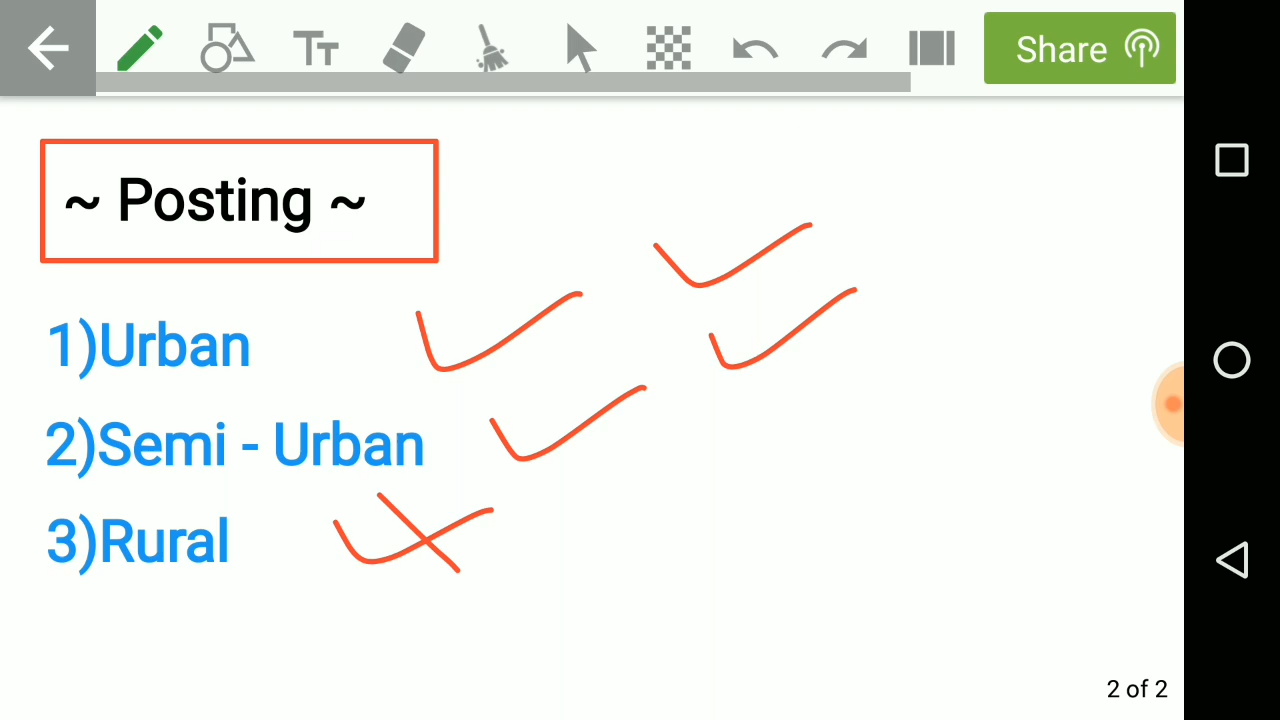 Share
~ Posting ~
1)Urban
2)Semi - Urban
3)Rural
2 of 2